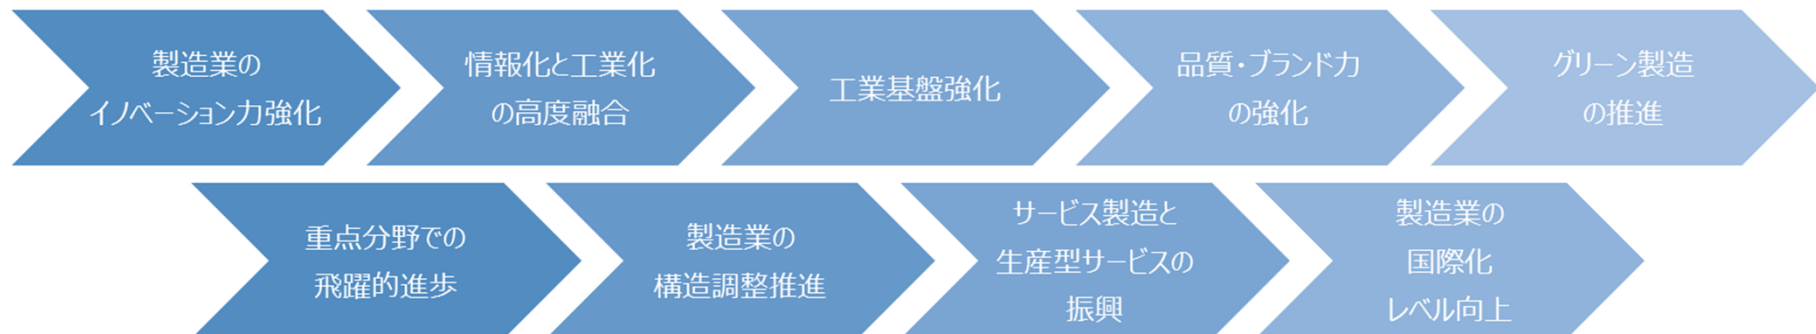 製造業の
イノベーション力強化
情報化と工業化
の高度融合
工業基盤強化
品質・ブランド力
の強化
グリーン製造
の推進
重点分野での
飛躍的進歩
製造業の
構造調整推進
サービス製造と
生産型サービスの
振興
製造業の
国際化
レベル向上